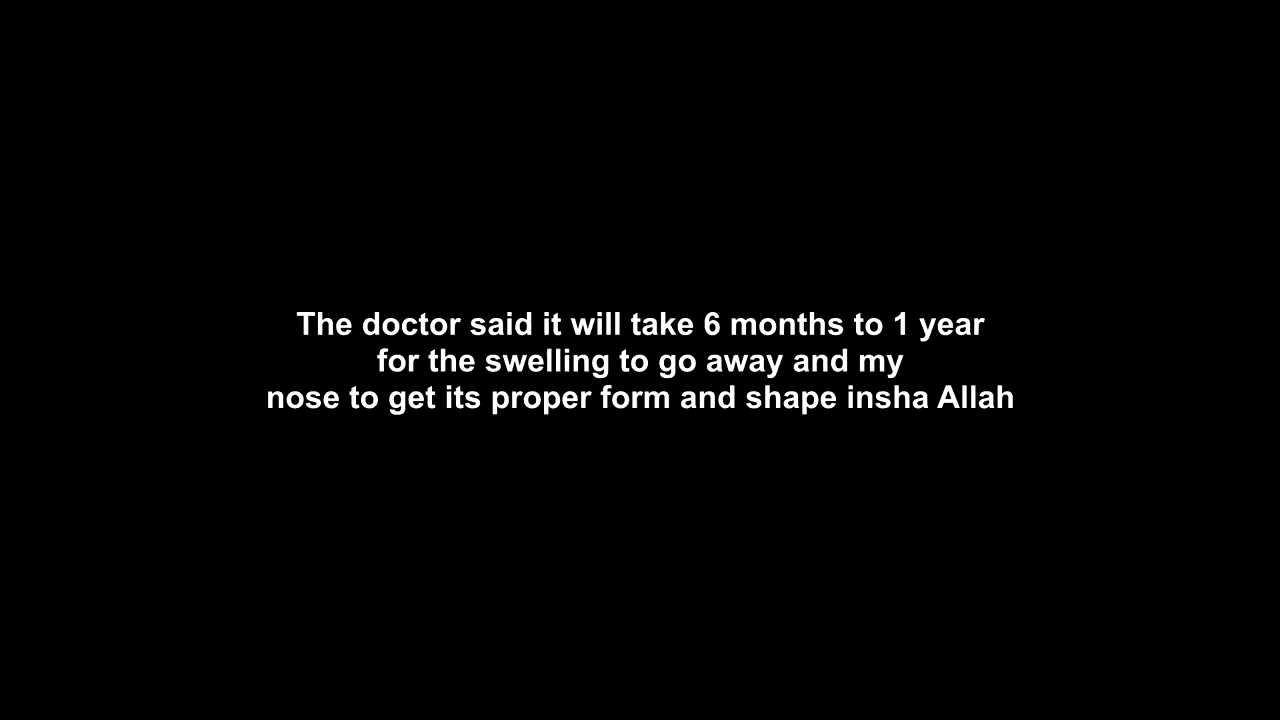 The doctor said it will take 6 months to 1 year
for the swelling to go away and my
nose to get its proper form and shape insha Allah